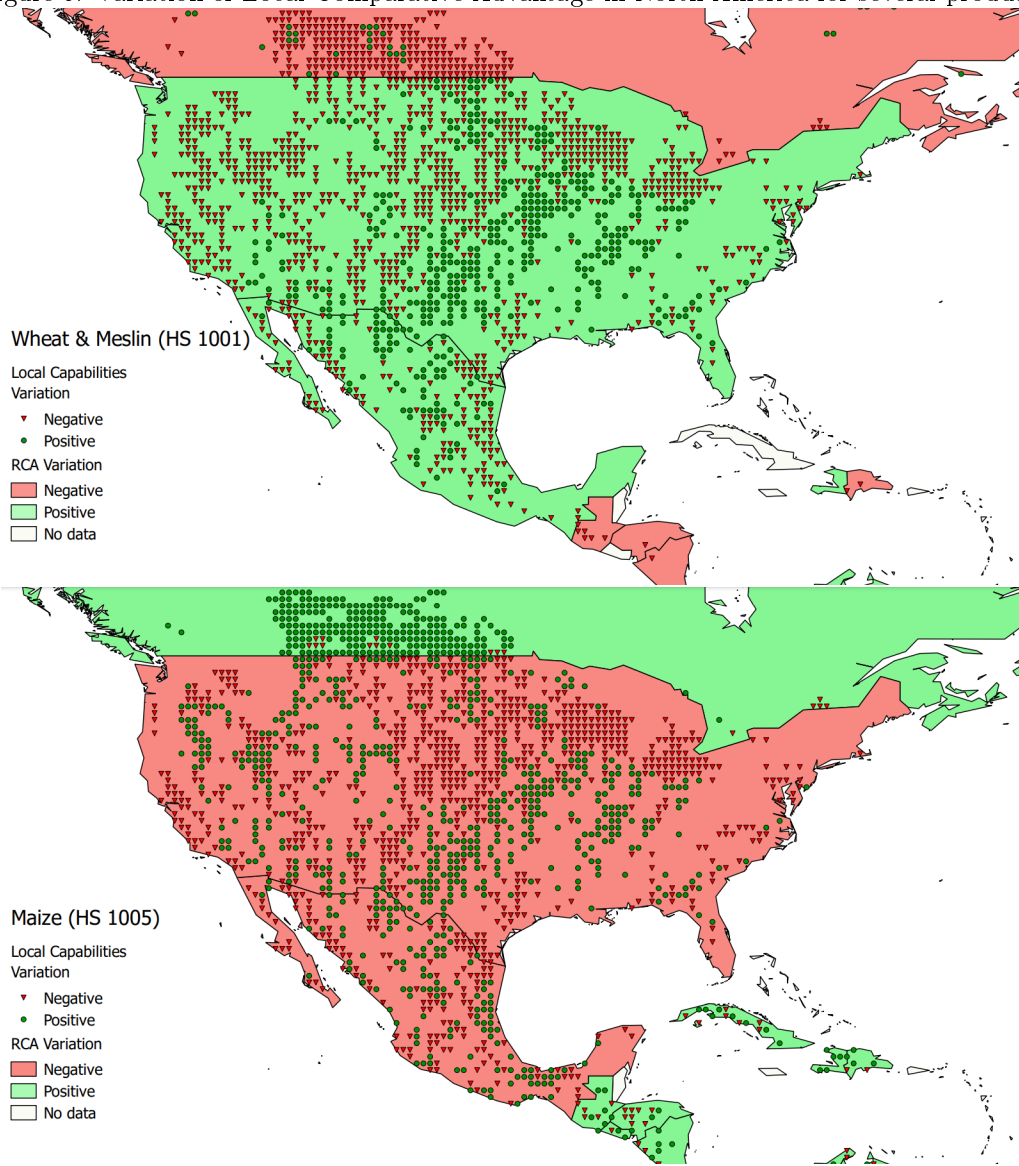 Wheat & Meslin (HS 1001)
Local Capabilities
Variation
Negative
Positive
RCA Variation
Negative
Positive
No data
Maize (HS 1005)
Local Capabilities
Variation
Negative
Positive
RCA Variation
Negative
Positive
No data